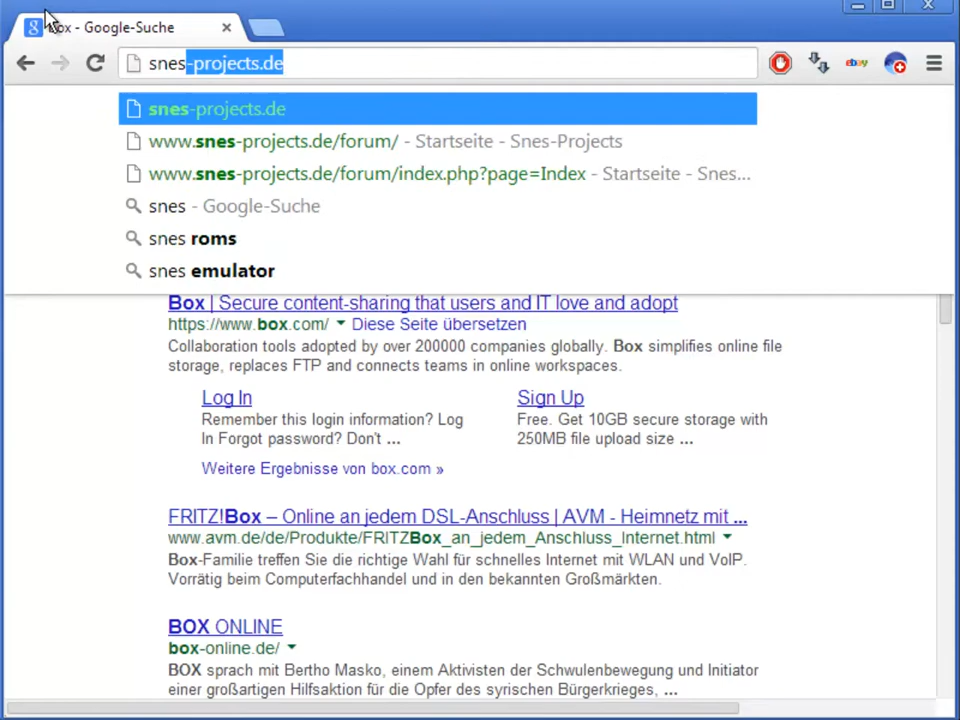 Box - Google-Suche
snes-projects.de
ebay
snes-projects.de
www.snes-projects.de/forum/ - Startseite - Snes-Projects
www.snes-projects.de/forum/index.php?page=Index - Startseite - Snes...
snes - Google-Suche
snes roms
snes emulator
Box | Secure content-sharing that users and IT love and adopt
https://www.box.com/ Diese Seite übersetzen
Collaboration tools adopted by over 200000 companies globally. Box simplifies online file
storage, replaces FTP and connects teams in online workspaces.
Log In
Remember this login information? Log
In Forgot password? Don't ...
Sign Up
Free. Get 10GB secure storage with
250MB file upload size ...
Weitere Ergebnisse von box.com »
FRITZ!Box – Online an jedem DSL-Anschluss | AVM - Heimnetz mit ...
www.avm.de/de/Produkte/FRITZBox_an_jedem_Anschluss_Internet.html
Box-Familie treffen Sie die richtige Wahl für schnelles Internet mit WLAN und VoIP.
Vorrätig beim Computerfachhandel und in den bekannten Großmärkten.
BOX ONLINE
box-online.de/
BOX sprach mit Bertho Masko, einem Aktivisten der Schwulenbewegung und Initiator
einer großartigen Hilfsaktion für die Opfer des syrischen Bürgerkrieges, ...